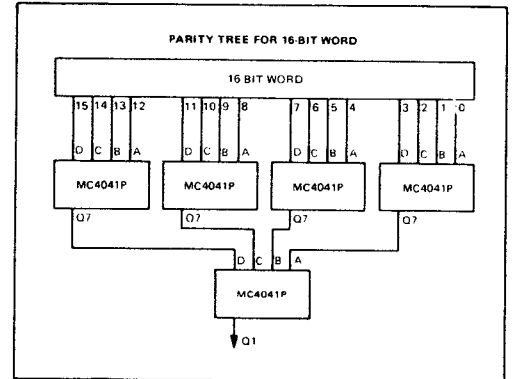 PARITY TREE FOR 16-BIT WORD
16 BIT WORD
15 14 13 12 11 10 9 8 7 6 5 4 3 2 1 0
D C B A D C B A D C B A D C B A
MC4041P MC4041P MC4041P MC4041P
Q7 Q7 Q7 Q7
D C B A
MC4041P
Q1